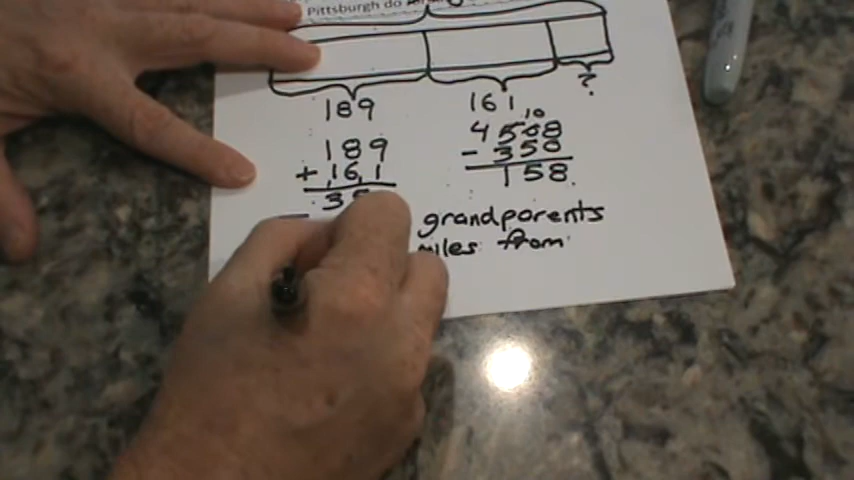 Pittsburgh do
?
189 161
10
189 4508
+ 161 - 350
35 158
grandparents
miles from